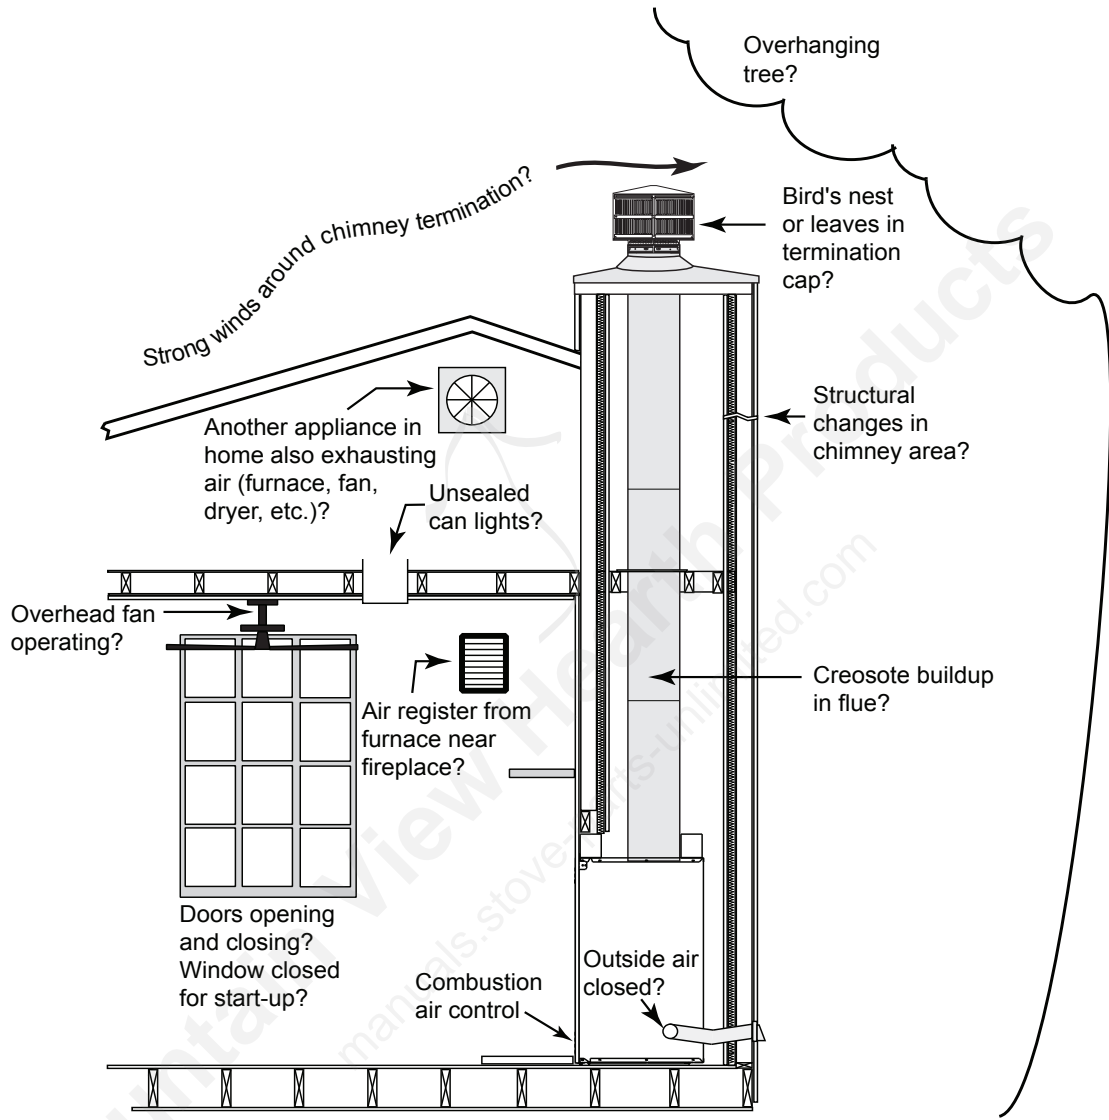 Overhanging
tree?
Strong winds around chimney termination?
Bird's nest
or leaves in
termination
cap?
Structural
changes in
chimney area?
Another appliance in
home also exhausting
air (furnace, fan,
dryer, etc.)?
Unsealed
can lights?
Overhead fan
operating?
Air register from
furnace near
fireplace?
Creosote buildup
in flue?
Doors opening
and closing?
Window closed
for start-up?
Combustion
air control
Outside air
closed?
untain View Hearth Products
manuals.stove-parts-unlimited.com